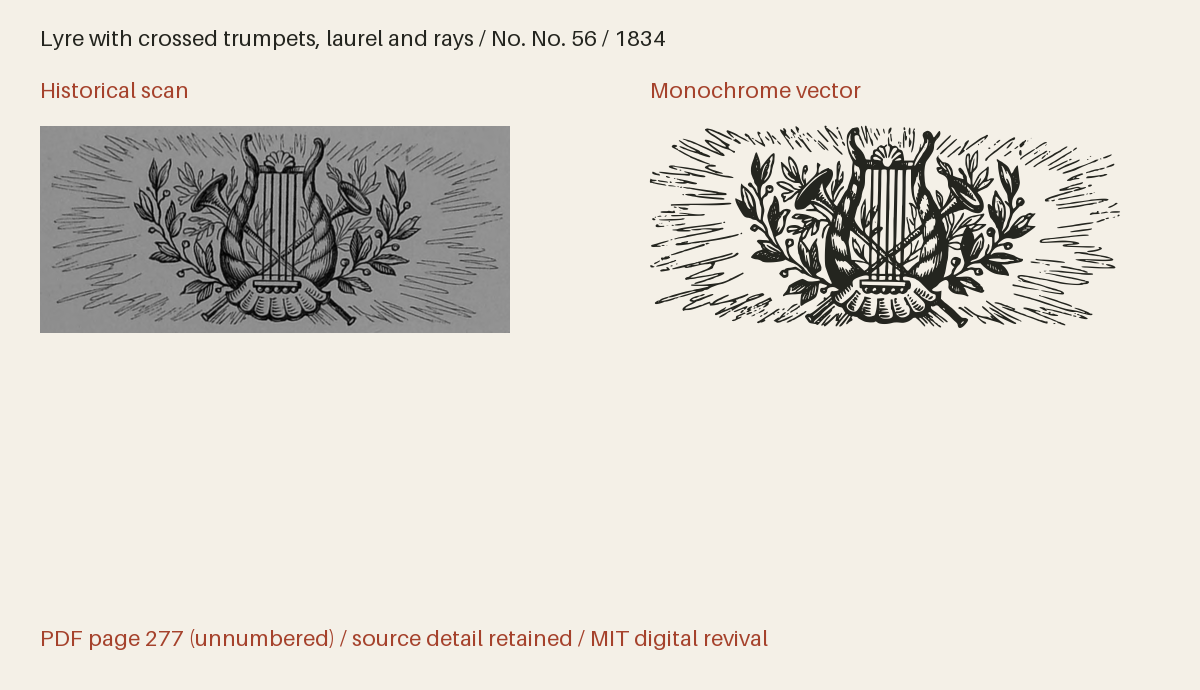 Lyre with crossed trumpets, laurel and rays / No. No. 56 / 1834
Historical scan
Monochrome vector
PDF page 277 (unnumbered) / source detail retained / MIT digital revival